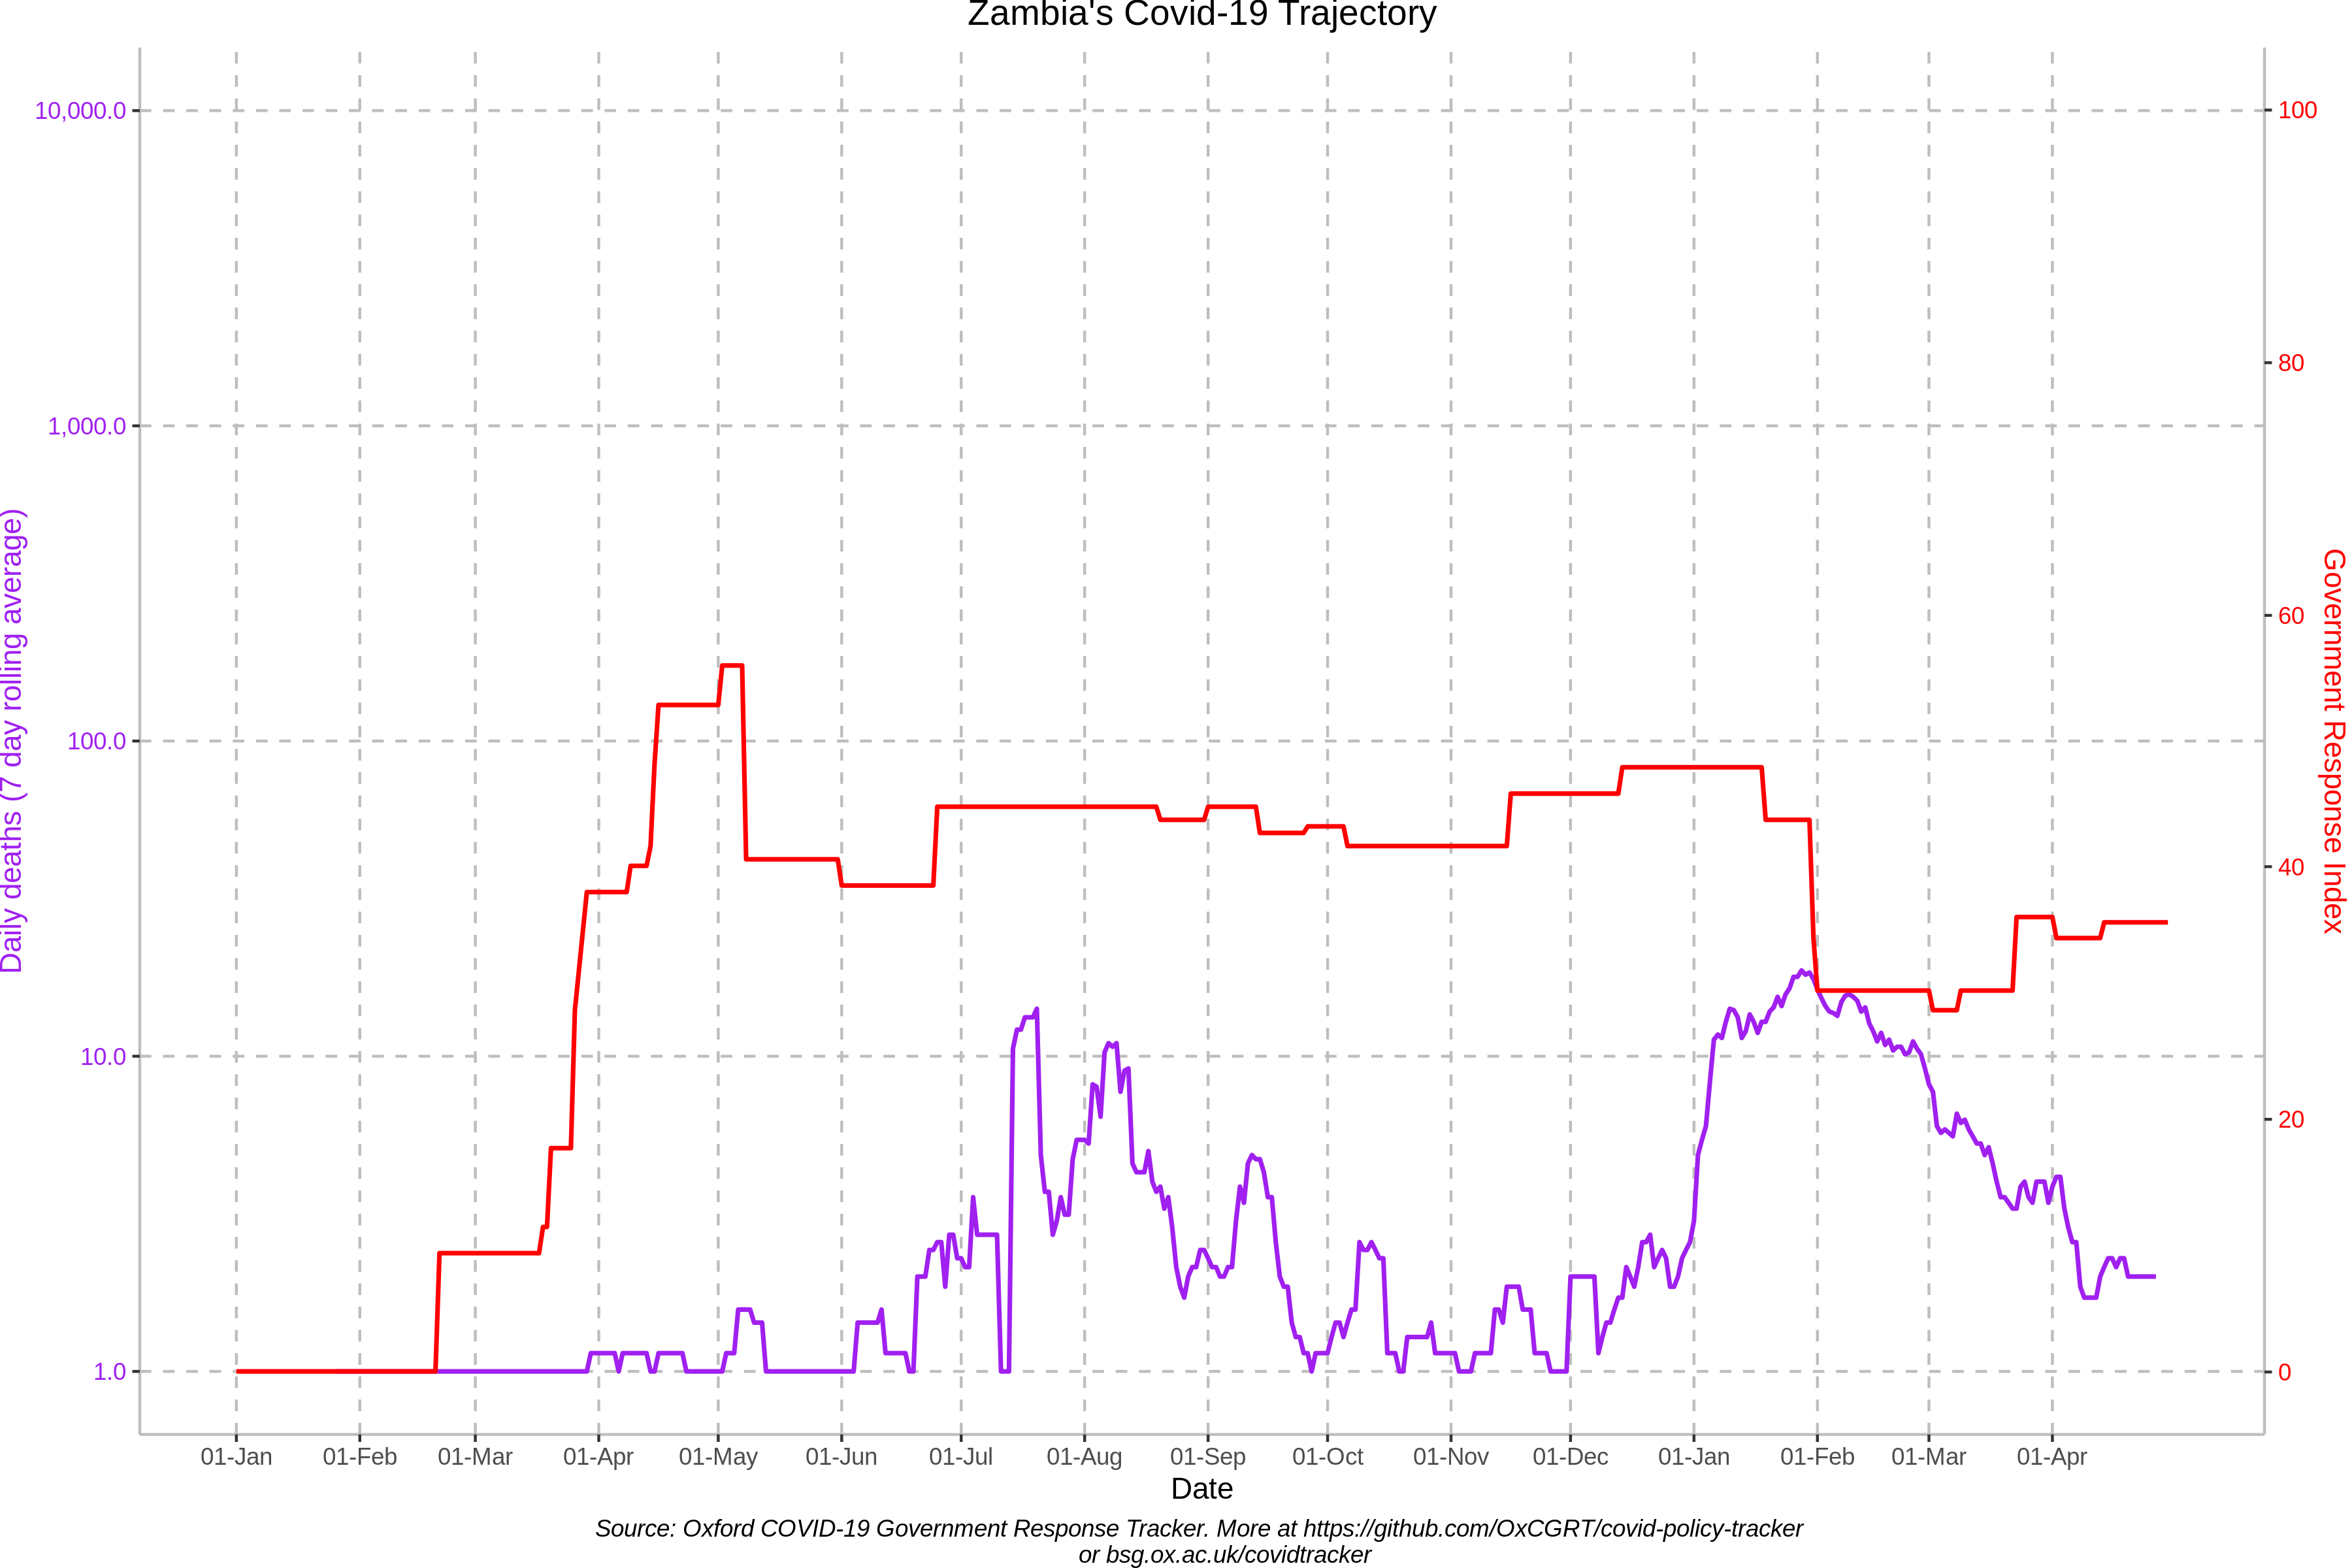 Zambia's Covid-19 Trajectory
10,000.0
1,000.0
100.0
10.0
1.0
Daily deaths (7 day rolling average)
100
80
60
40
20
0
Government Response Index
01-Jan 01-Feb 01-Mar 01-Apr 01-May 01-Jun 01-Jul 01-Aug 01-Sep 01-Oct 01-Nov 01-Dec 01-Jan 01-Feb 01-Mar 01-Apr
Date
Source: Oxford COVID-19 Government Response Tracker. More at https://github.com/OxCGRT/covid-policy-tracker
or bsg.ox.ac.uk/covidtracker